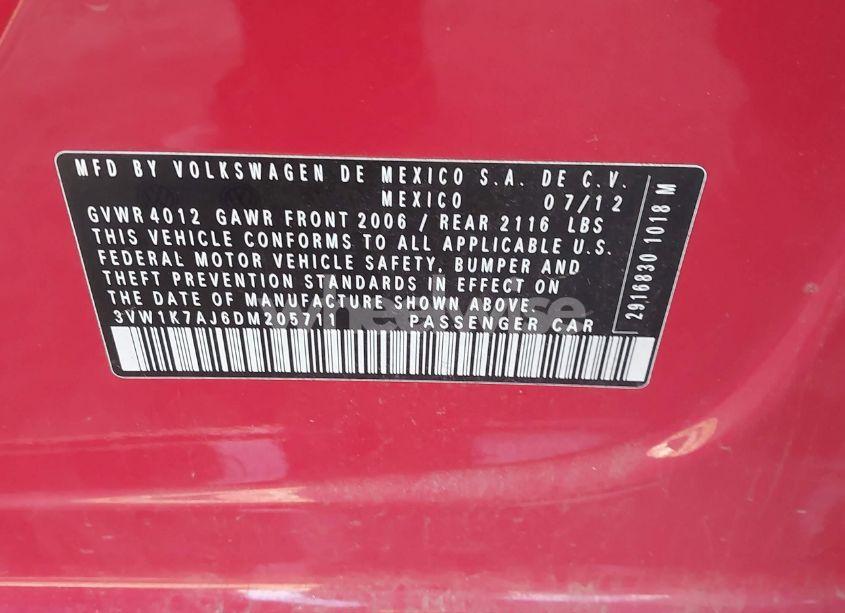 MFD BY VOLKSWAGEN DE MEXICO S.A. DE C.V.
MEXICO 07/12
GVWR 4012 GAWR FRONT 2006 / REAR 2116 LBS
THIS VEHICLE CONFORMS TO ALL APPLICABLE U.S.
FEDERAL MOTOR VEHICLE SAFETY, BUMPER AND
THEFT PREVENTION STANDARDS IN EFFECT ON
THE DATE OF MANUFACTURE SHOWN ABOVE.
3VW1K7AJ6DM205711 PASSENGER CAR
2916830 1018 M